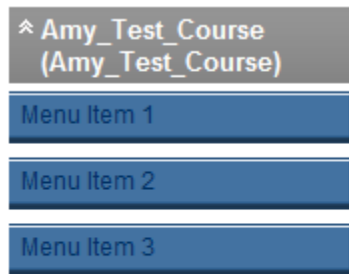 Amy_Test_Course
(Amy_Test_Course)
Menu Item 1
Menu Item 2
Menu Item 3